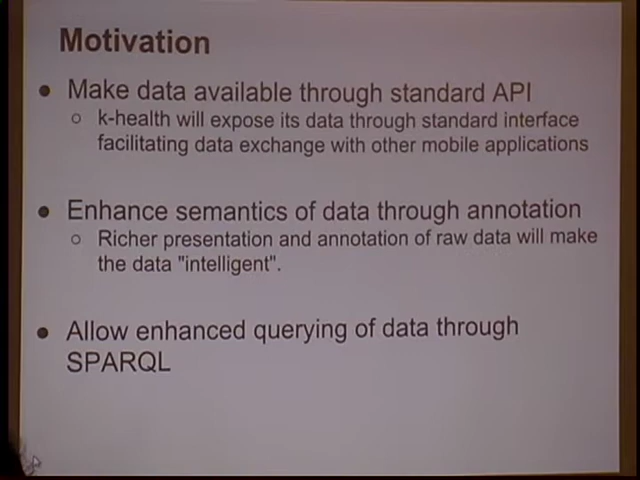 Motivation
● Make data available through standard API
○ k-health will expose its data through standard interface
facilitating data exchange with other mobile applications
● Enhance semantics of data through annotation
○ Richer presentation and annotation of raw data will make
the data "intelligent".
● Allow enhanced querying of data through
SPARQL